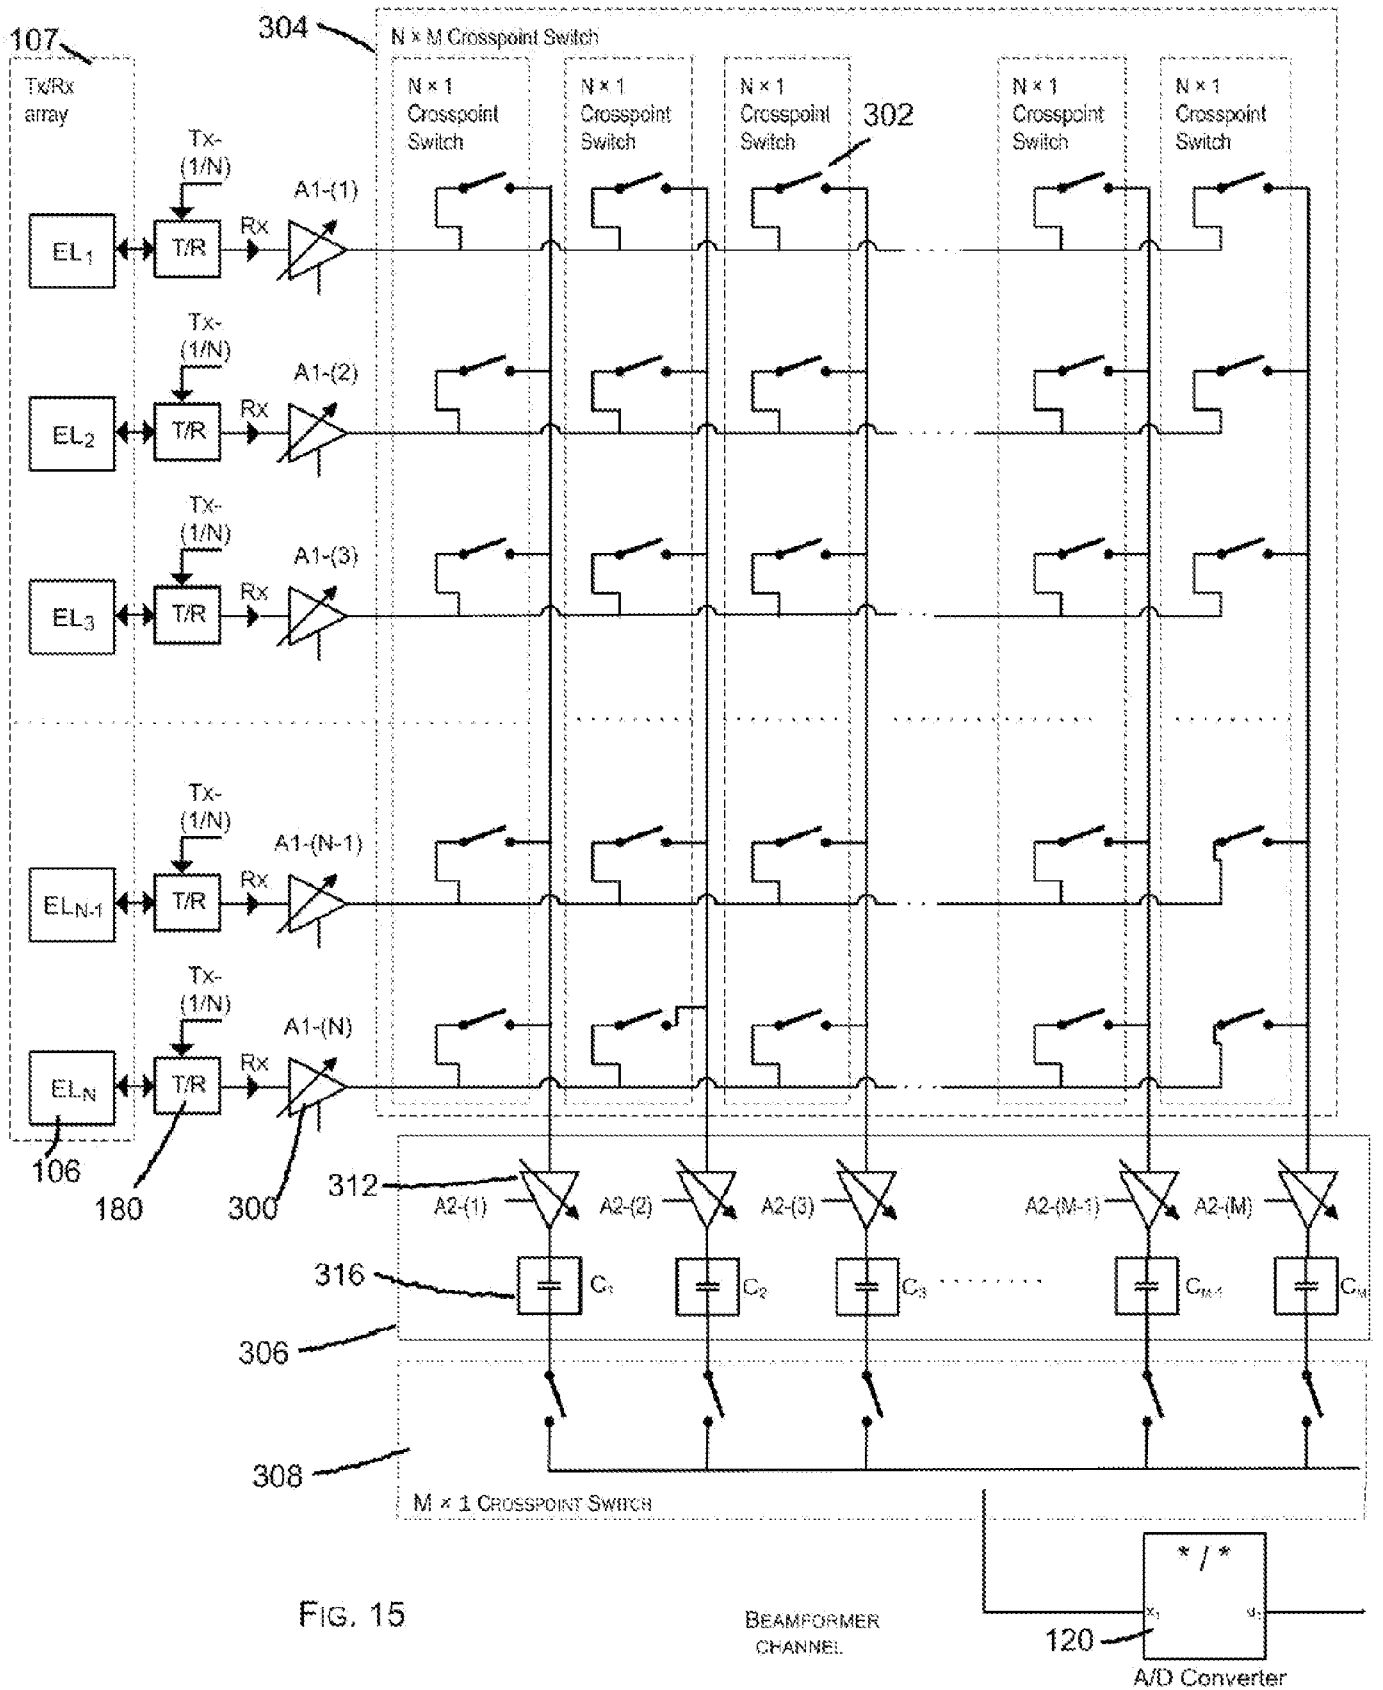 304
N × M Crosspoint Switch
107
Tx/Rx
array
N × 1
Crosspoint
Switch
N × 1
Crosspoint
Switch
N × 1
Crosspoint
Switch
N × 1
Crosspoint
Switch
N × 1
Crosspoint
Switch
302
Tx-
(1/N)
A1-(1)
EL1
T/R
Rx
Tx-
(1/N)
A1-(2)
EL2
T/R
Rx
Tx-
(1/N)
A1-(3)
EL3
T/R
Rx
Tx-
(1/N)
A1-(N-1)
ELN-1
T/R
Rx
Tx-
(1/N)
A1-(N)
ELN
T/R
Rx
106
180
300
312
A2-(1)
A2-(2)
A2-(3)
A2-(M-1)
A2-(M)
316
C1
C2
C3
CM-1
CM
306
308
M × 1 CROSSPOINT SWITCH
* / *
x1
FIG. 15
BEAMFORMER
CHANNEL
120
A/D Converter